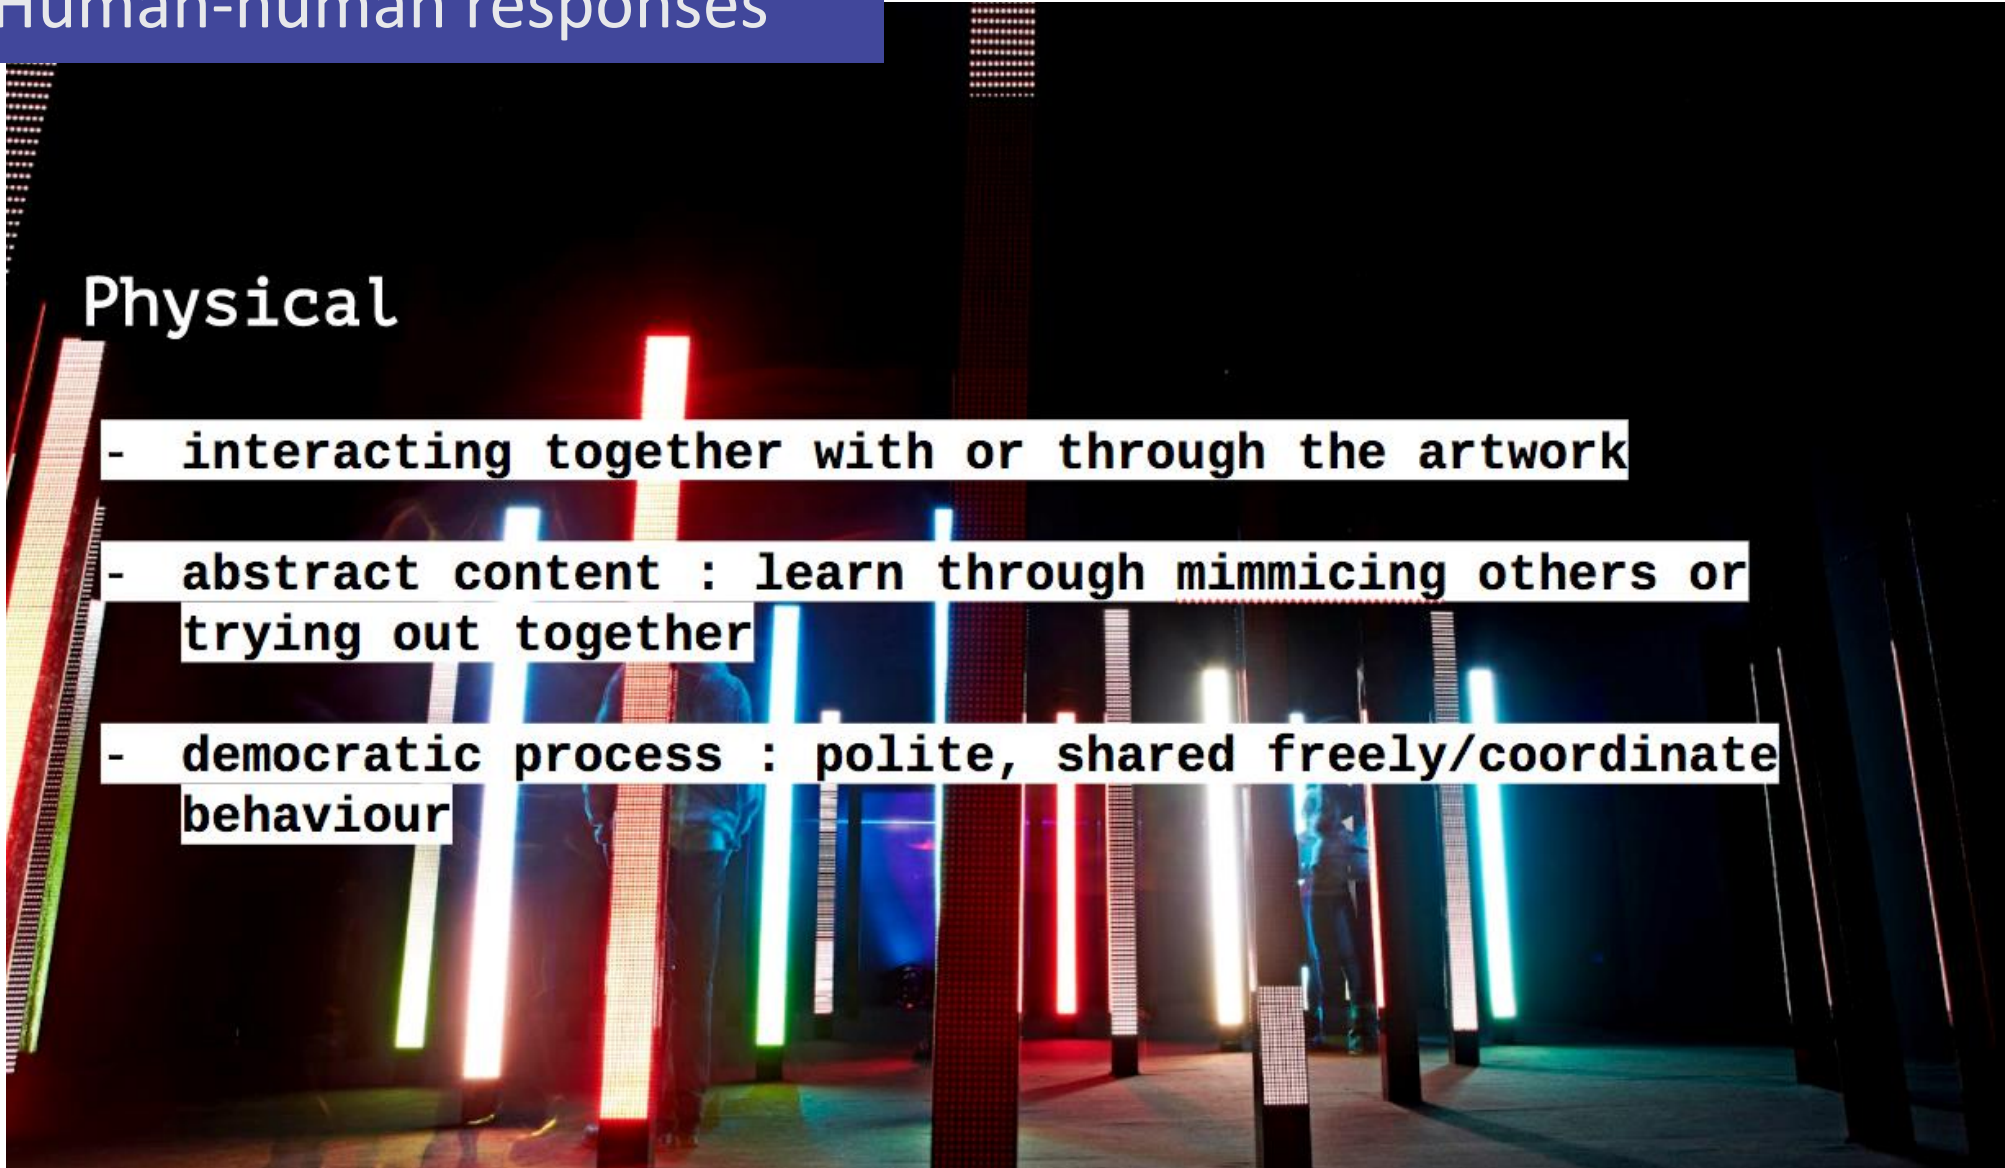 Human-human responses
Physical
- interacting together with or through the artwork
- abstract content : learn through mimmicing others or
trying out together
- democratic process : polite, shared freely/coordinate
behaviour